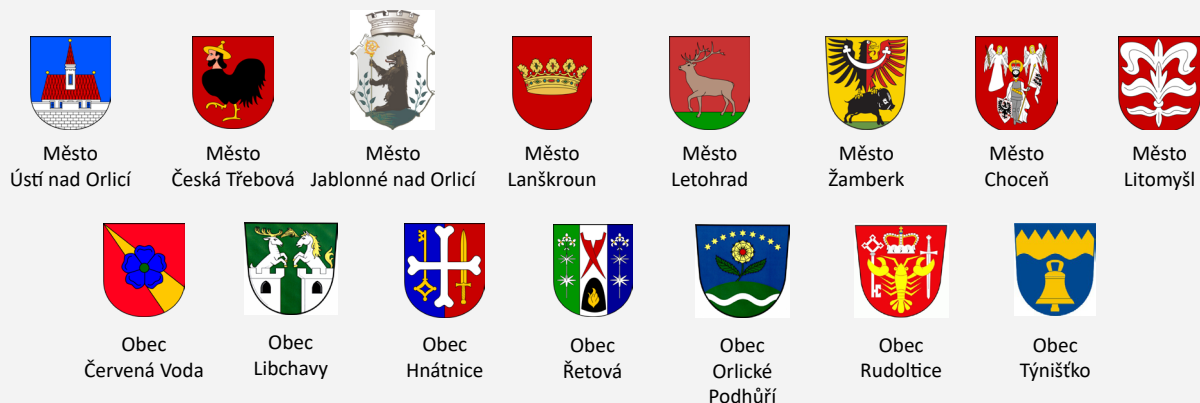 Město
Ústí nad Orlicí
Město
Česká Třebová
Město
Jablonné nad Orlicí
Město
Lanškroun
Město
Letohrad
Město
Žamberk
Město
Choceň
Město
Litomyšl
Obec
Červená Voda
Obec
Libchavy
Obec
Hnátnice
Obec
Řetová
Obec
Orlické
Podhůří
Obec
Rudoltice
Obec
Týnišťko